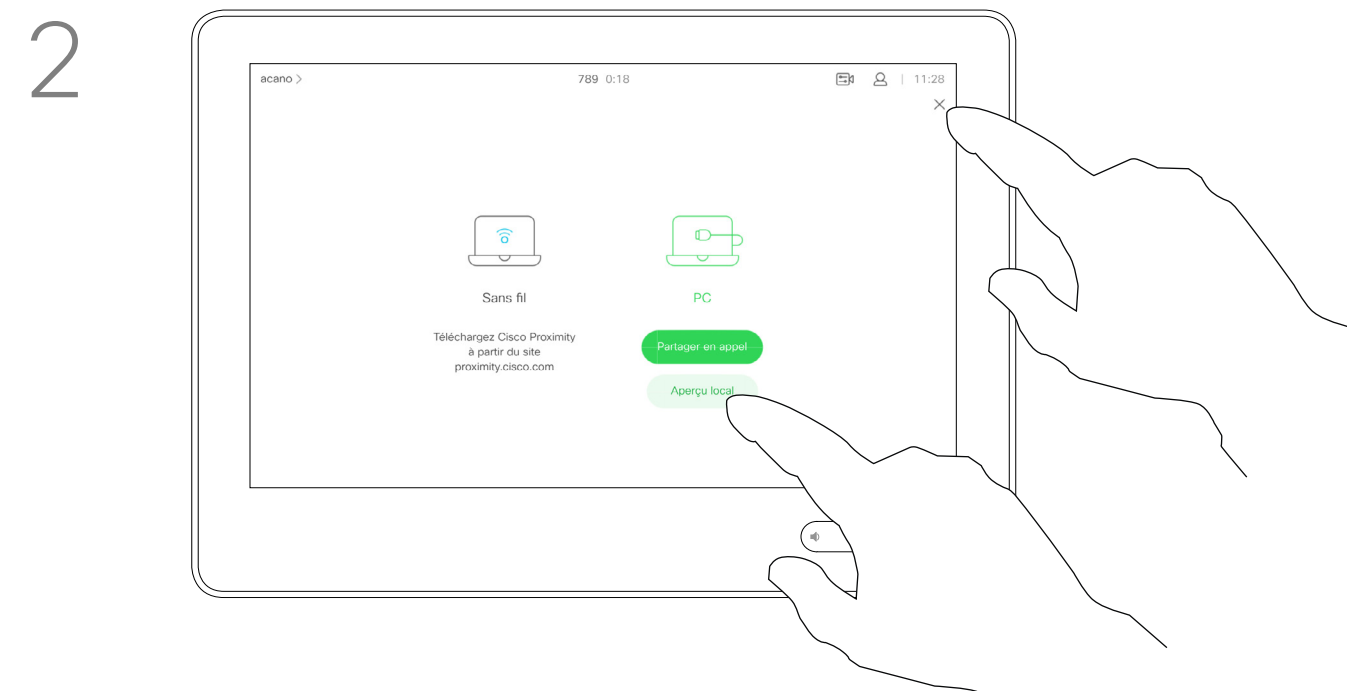 2
acano >
789 0:18
11:28
Sans fil
PC
Téléchargez Cisco Proximity
à partir du site
proximity.cisco.com
Partager en appel
Aperçu local